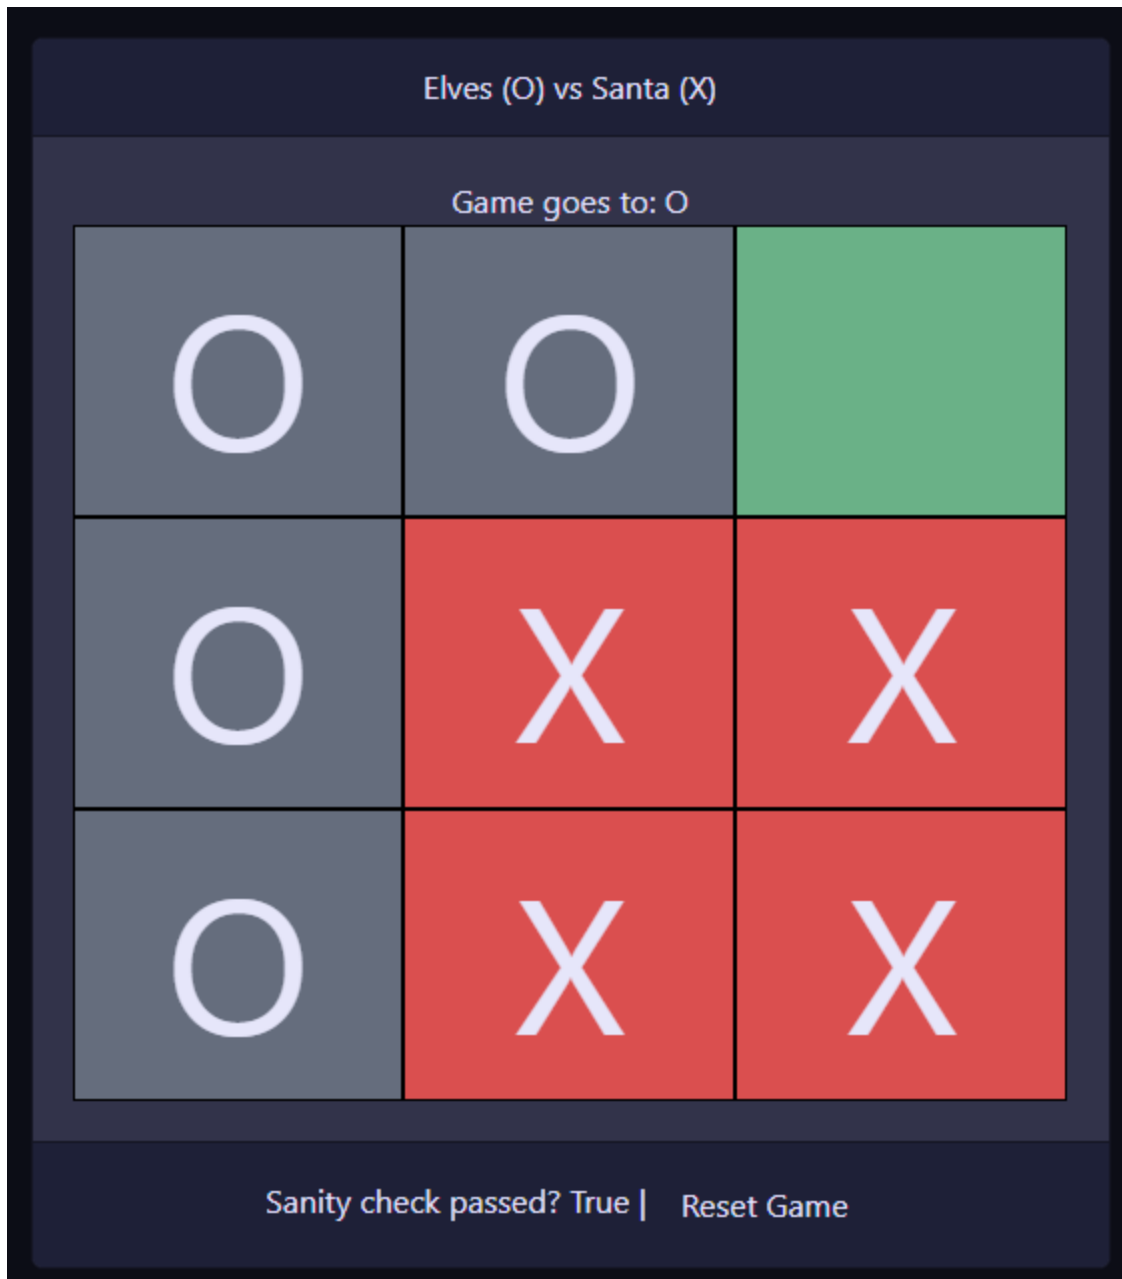 Elves (O) vs Santa (X)
Game goes to: O
O O
O X X
O X X
Sanity check passed? True | Reset Game